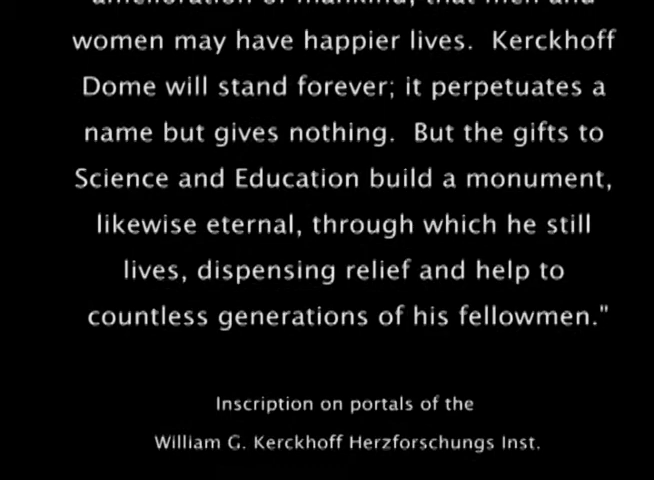 amelioration of mankind, that men and
women may have happier lives.  Kerckhoff
Dome will stand forever; it perpetuates a
name but gives nothing.  But the gifts to
Science and Education build a monument,
likewise eternal, through which he still
lives, dispensing relief and help to
countless generations of his fellowmen."
Inscription on portals of the
William G. Kerckhoff Herzforschungs Inst.